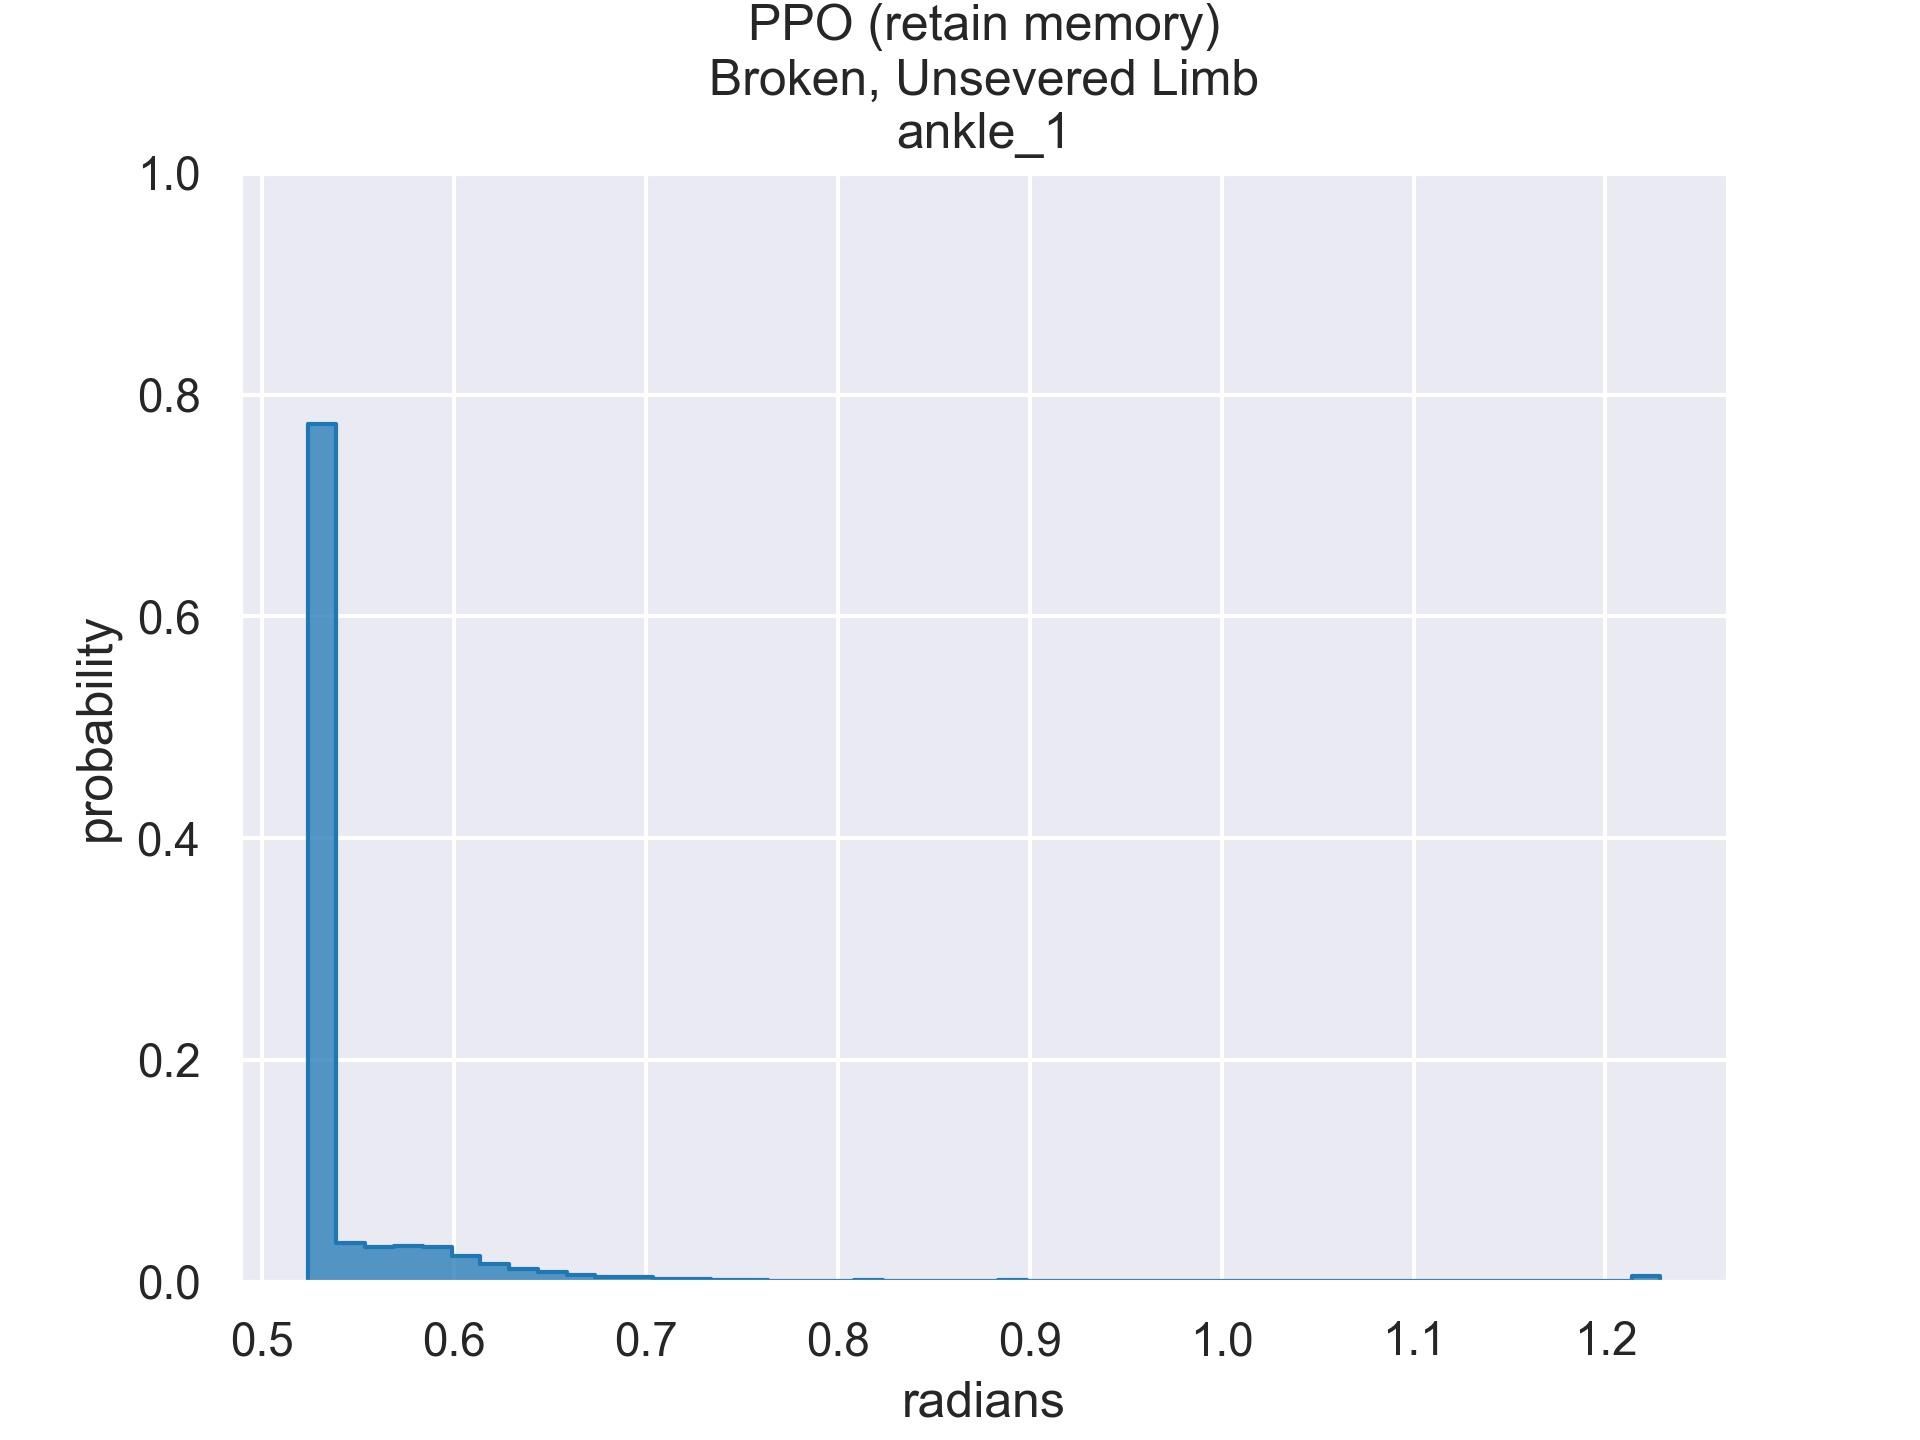 PPO (retain memory)
Broken, Unsevered Limb
ankle_1
1.0
0.8
0.6
0.4
0.2
0.0
probability
0.5 0.6 0.7 0.8 0.9 1.0 1.1 1.2
radians